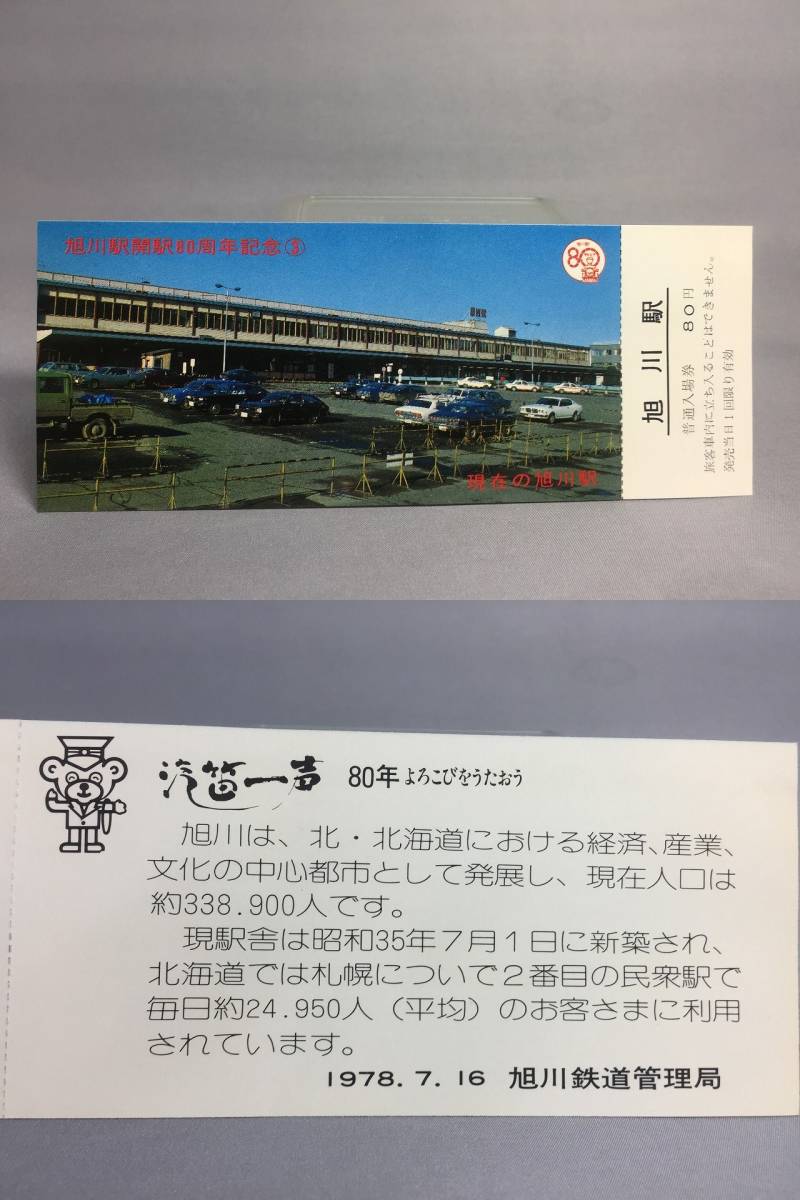 旭川駅開駅80周年記念③
80
現在の旭川駅
旭川駅
普通入場券 80円
旅客車内に立ち入ることはできません。
発売当日1回限り有効
汽笛一声 80年よろこびをうたおう
旭川は、北・北海道における経済、産業、
文化の中心都市として発展し、現在人口は
約338.900人です。
現駅舎は昭和35年7月1日に新築され、
北海道では札幌について2番目の民衆駅で
毎日約24.950人（平均）のお客さまに利用
されています。
1978.7.16 旭川鉄道管理局